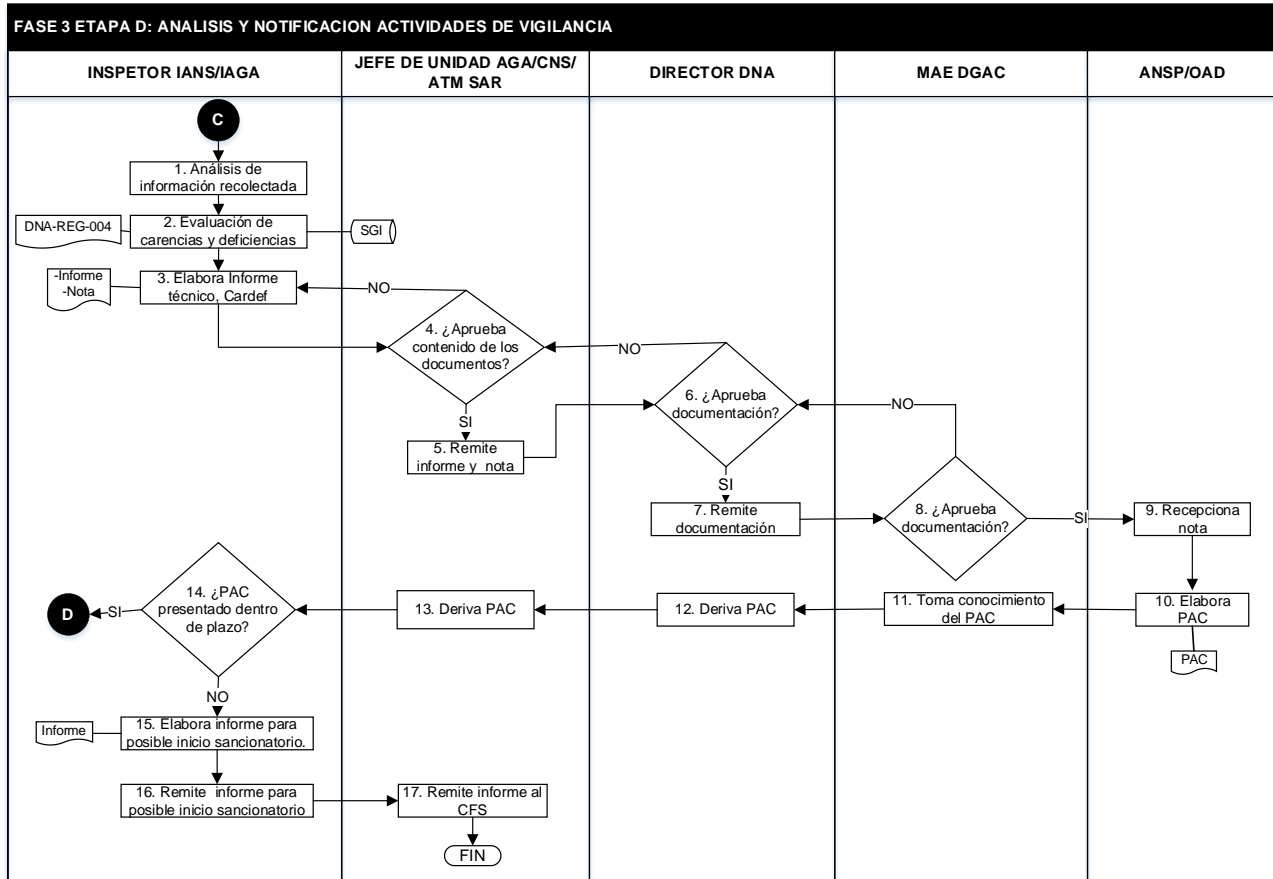 FASE 3 ETAPA D: ANALISIS Y NOTIFICACION ACTIVIDADES DE VIGILANCIA
INSPETOR IANS/IAGA
JEFE DE UNIDAD AGA/CNS/
ATM SAR
DIRECTOR DNA
MAE DGAC
ANSP/OAD
C
1. Análisis de
información recolectada
DNA-REG-004
2. Evaluación de
carencias y deficiencias
SGI
-Informe
-Nota
3. Elabora Informe
técnico, Cardef
NO
4. ¿Aprueba
contenido de los
documentos?
NO
SI
5. Remite
informe y nota
6. ¿Aprueba
documentación?
NO
SI
7. Remite
documentación
8. ¿Aprueba
documentación?
SI
9. Recepciona
nota
10. Elabora
PAC
PAC
11. Toma conocimiento
del PAC
12. Deriva PAC
13. Deriva PAC
14. ¿PAC
presentado dentro
de plazo?
SI
D
NO
Informe
15. Elabora informe para
posible inicio sancionatorio.
16. Remite informe para
posible inicio sancionatorio
17. Remite informe al
CFS
FIN